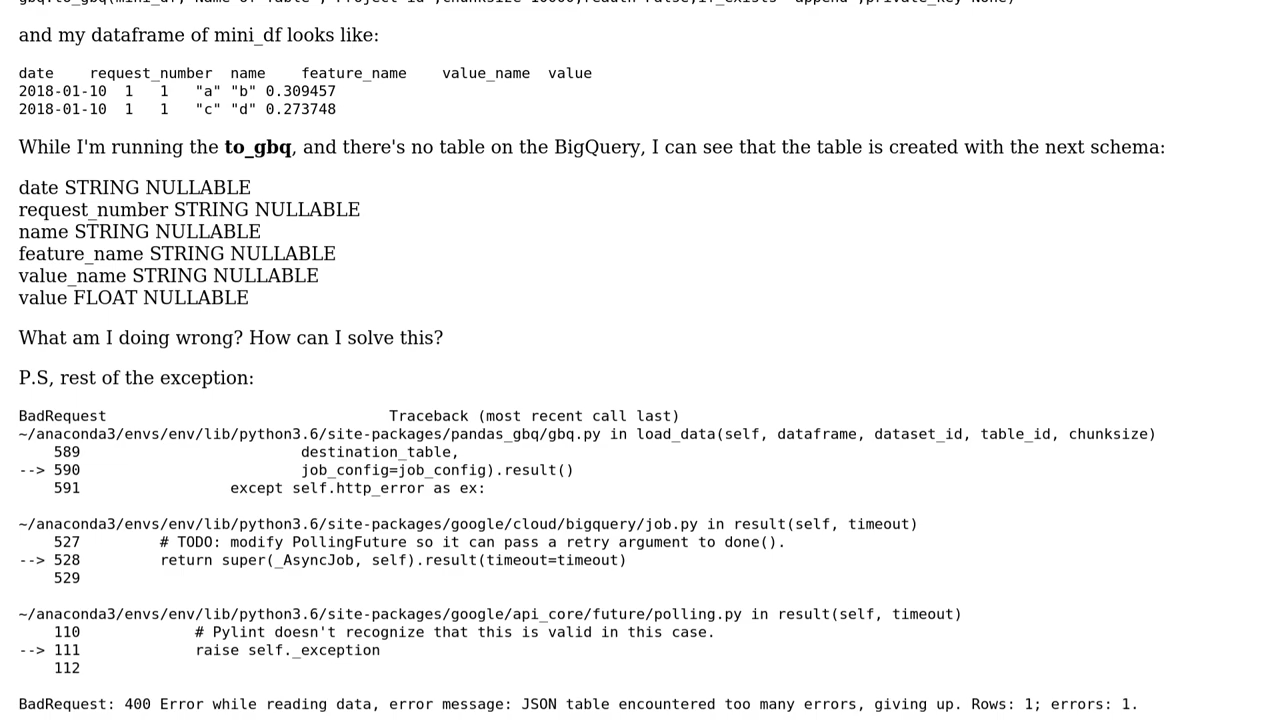 and my dataframe of mini_df looks like:
date    request_number  name    feature_name    value_name  value
2018-01-10  1   1   "a" "b" 0.309457
2018-01-10  1   1   "c" "d" 0.273748
While I'm running the to_gbq, and there's no table on the BigQuery, I can see that the table is created with the next schema:
date STRING NULLABLE
request_number STRING NULLABLE
name STRING NULLABLE
feature_name STRING NULLABLE
value_name STRING NULLABLE
value FLOAT NULLABLE
What am I doing wrong? How can I solve this?
P.S, rest of the exception:
BadRequest                                Traceback (most recent call last)
~/anaconda3/envs/env/lib/python3.6/site-packages/pandas_gbq/gbq.py in load_data(self, dataframe, dataset_id, table_id, chunksize)
    589                         destination_table,
--> 590                         job_config=job_config).result()
    591                 except self.http_error as ex:
~/anaconda3/envs/env/lib/python3.6/site-packages/google/cloud/bigquery/job.py in result(self, timeout)
    527         # TODO: modify PollingFuture so it can pass a retry argument to done().
--> 528         return super(_AsyncJob, self).result(timeout=timeout)
    529
~/anaconda3/envs/env/lib/python3.6/site-packages/google/api_core/future/polling.py in result(self, timeout)
    110             # Pylint doesn't recognize that this is valid in this case.
--> 111             raise self._exception
    112
BadRequest: 400 Error while reading data, error message: JSON table encountered too many errors, giving up. Rows: 1; errors: 1.